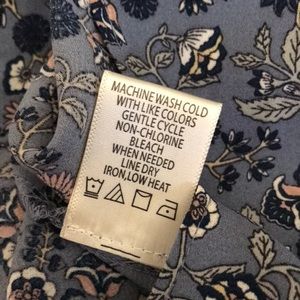 MACHINE WASH COLD
WITH LIKE COLORS
GENTLE CYCLE
NON-CHLORINE
BLEACH
WHEN NEEDED
LINE DRY
IRON,LOW HEAT